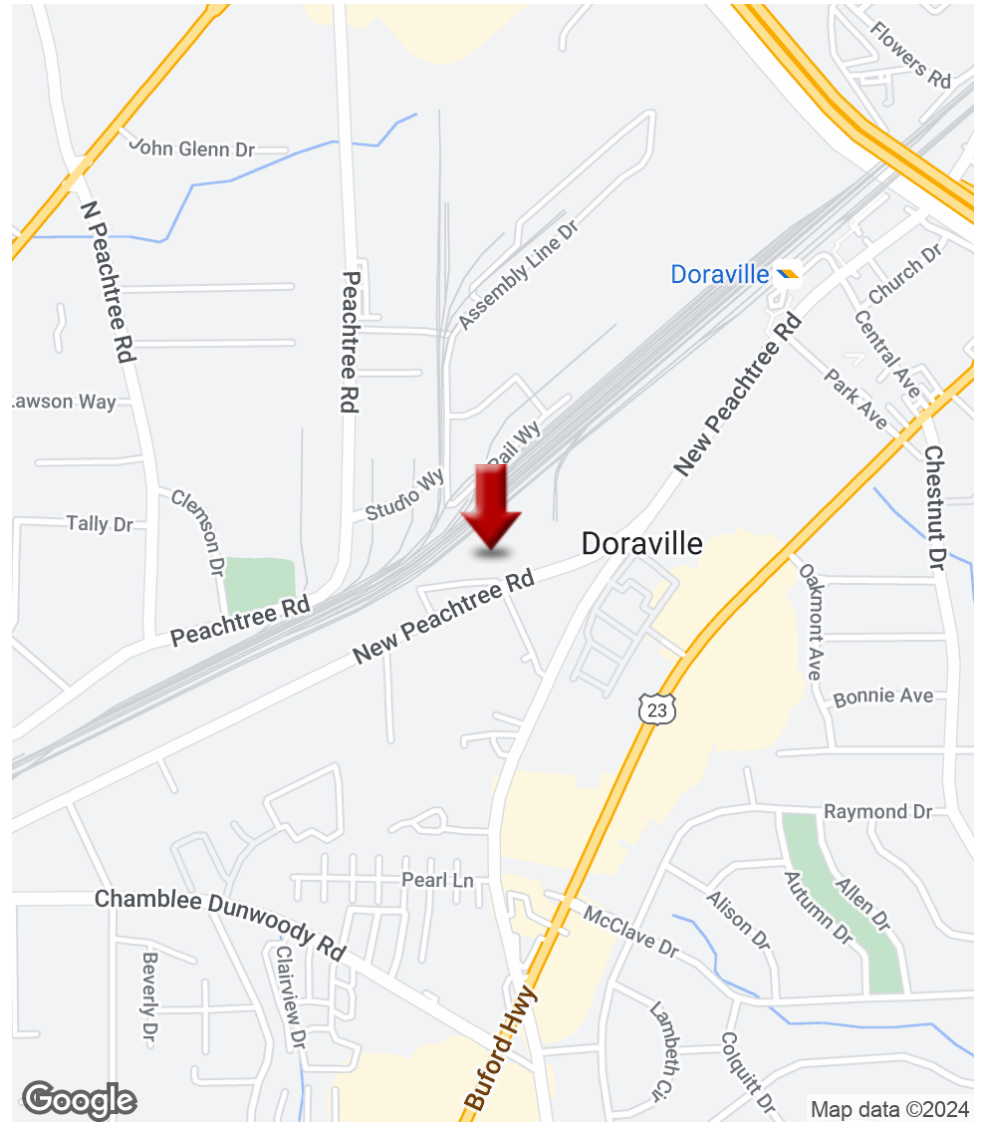 Flowers Rd
John Glenn Dr
N Peachtree Rd
Peachtree Rd
Assembly Line Dr
Doraville
Church Dr
Central Ave
New Peachtree Rd
Park Ave
Lawson Way
Rail Wy
Studio Wy
Clemson Dr
Tally Dr
Chestnut Dr
Doraville
Oakmont Ave
New Peachtree Rd
Peachtree Rd
Bonnie Ave
23
Raymond Dr
Pearl Ln
Chamblee Dunwoody Rd
Alison Dr
Autumn Dr
Allen Dr
McClave Dr
Beverly Dr
Clairview Dr
Buford Hwy
Lambeth Cir
Colquitt Dr
Google
Map data ©2024